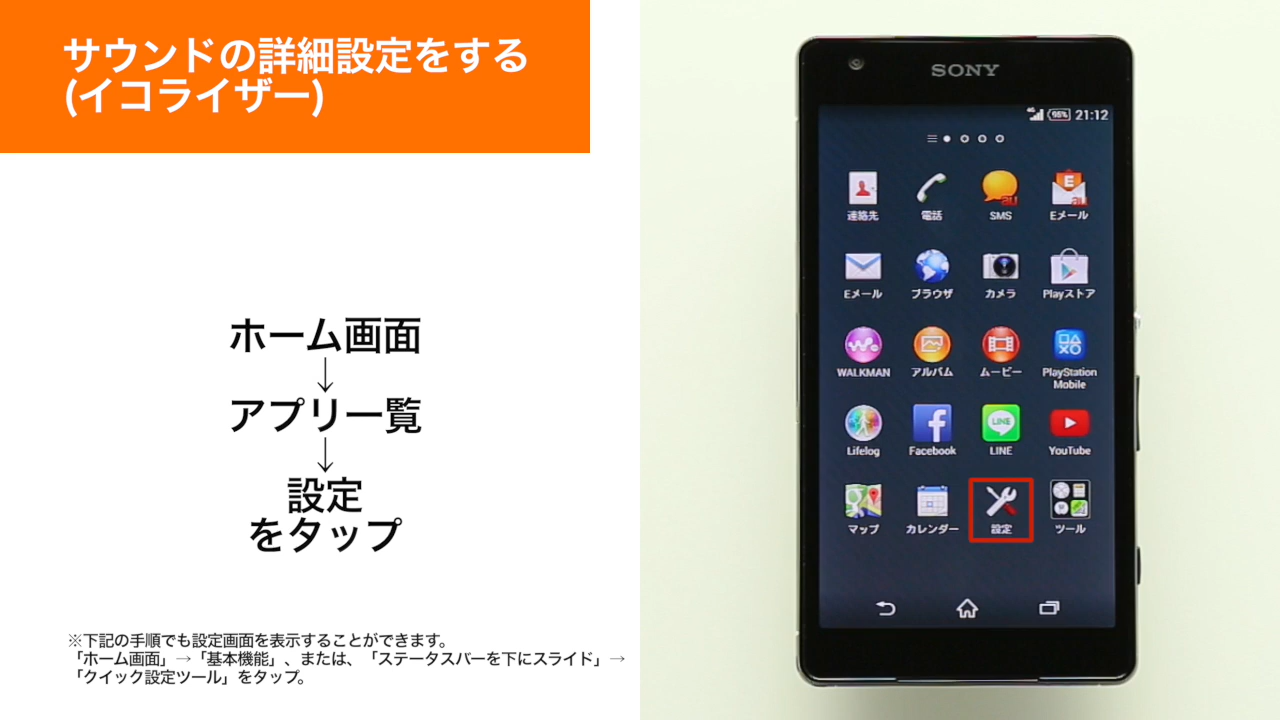 サウンドの詳細設定をする
(イコライザー)
ホーム画面
↓
アプリ一覧
↓
設定
をタップ
※下記の手順でも設定画面を表示することができます。
「ホーム画面」→「基本機能」、または、「ステータスバーを下にスライド」→
「クイック設定ツール」をタップ。
SONY
4G 95% 21:12
連絡先 電話 SMS Eメール
Eメール ブラウザ カメラ Playストア
WALKMAN アルバム ムービー PlayStation
Mobile
Lifelog Facebook LINE YouTube
マップ カレンダー 設定 ツール